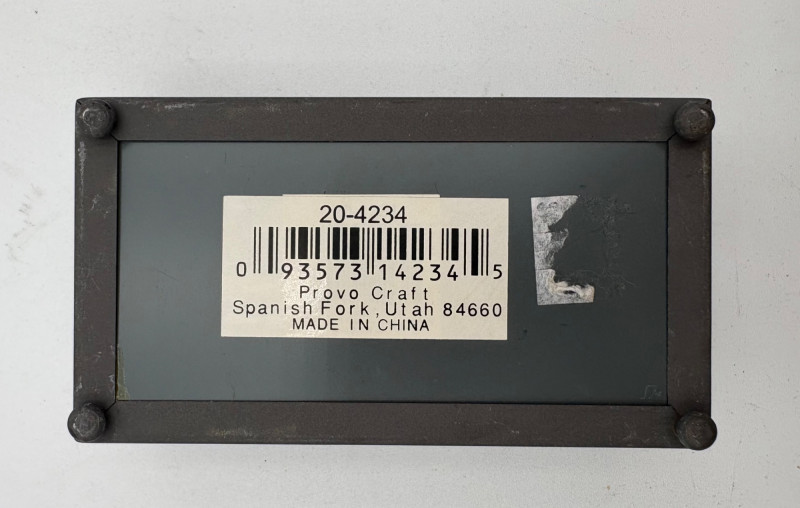 20-4234
0 93573 14234 5
Provo Craft
Spanish Fork, Utah 84660
MADE IN CHINA